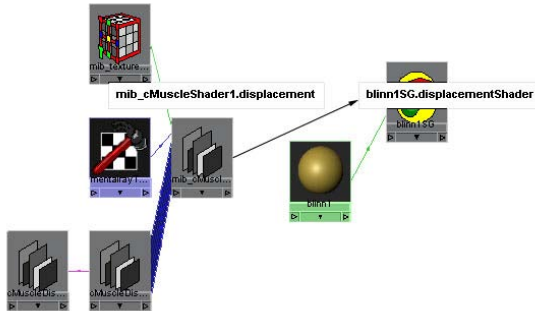 mib_texture...
mib_cMuscleShader1.displacement
blinn1SG.displacementShader
blinn1SG
mentalray1...
mib_cMuscl...
blinn1
cMuscleDis...
cMuscleDis...